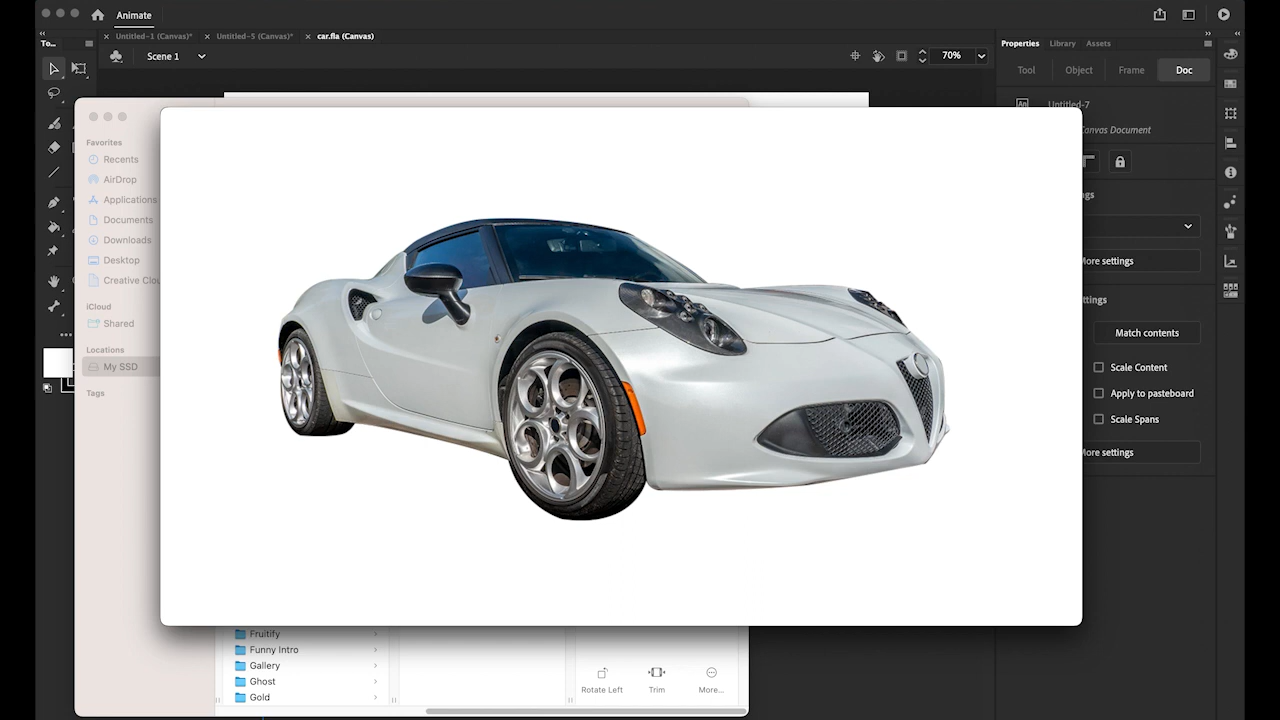 Animate
Untitled-1 (Canvas)*
Untitled-5 (Canvas)*
car.fla (Canvas)
To...
Scene 1
70%
Properties
Library
Assets
Tool
Object
Frame
Doc
Untitled-7
Canvas Document
Favorites
Recents
AirDrop
Applications
Documents
Downloads
Desktop
Creative Clou
iCloud
Shared
Locations
My SSD
Tags
More settings
Match contents
Scale Content
Apply to pasteboard
Scale Spans
More settings
Fruitify
Funny Intro
Gallery
Ghost
Gold
Rotate Left
Trim
More...